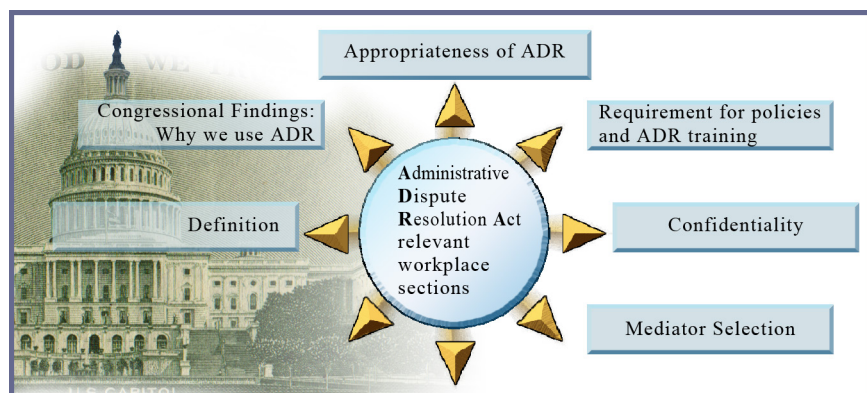 Appropriateness of ADR
Congressional Findings:
Why we use ADR
Requirement for policies
and ADR training
Administrative
Dispute
Resolution Act
relevant
workplace
sections
Definition
Confidentiality
Mediator Selection
U.S. CAPITOL